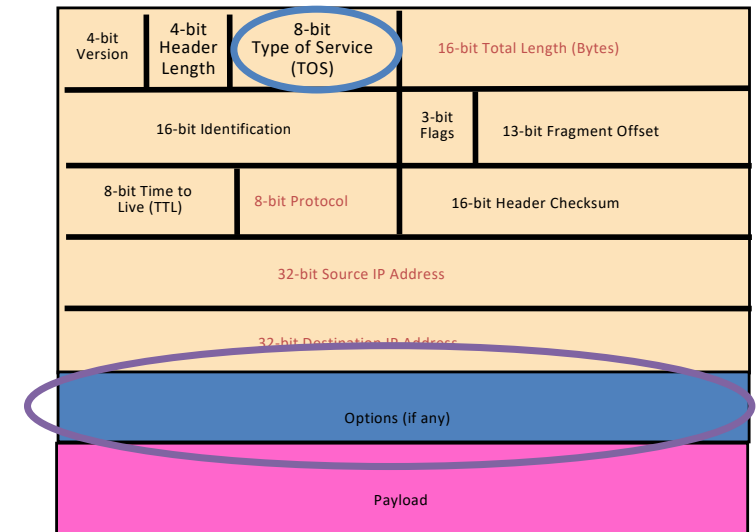 4-bit
Version
4-bit
Header
Length
8-bit
Type of Service
(TOS)
16-bit Total Length (Bytes)
16-bit Identification
3-bit
Flags
13-bit Fragment Offset
8-bit Time to
Live (TTL)
8-bit Protocol
16-bit Header Checksum
32-bit Source IP Address
32-bit Destination IP Address
Options (if any)
Payload